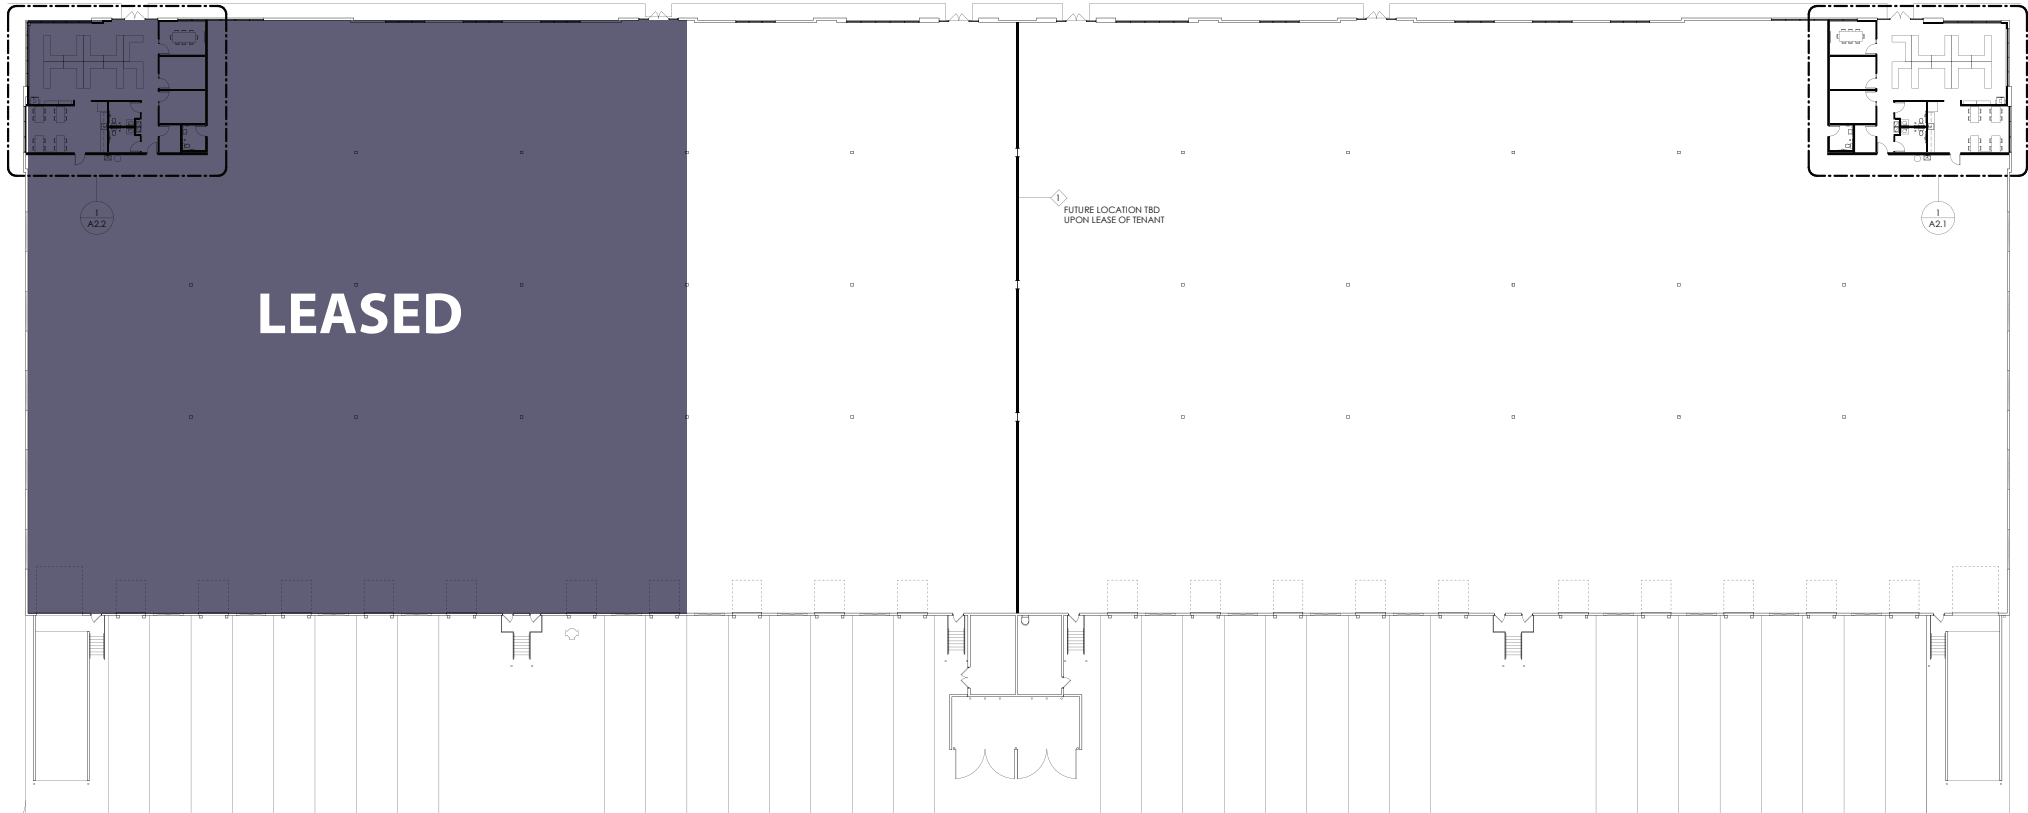 1
A2.2
1
FUTURE LOCATION TBD
UPON LEASE OF TENANT
1
A2.1
LEASED